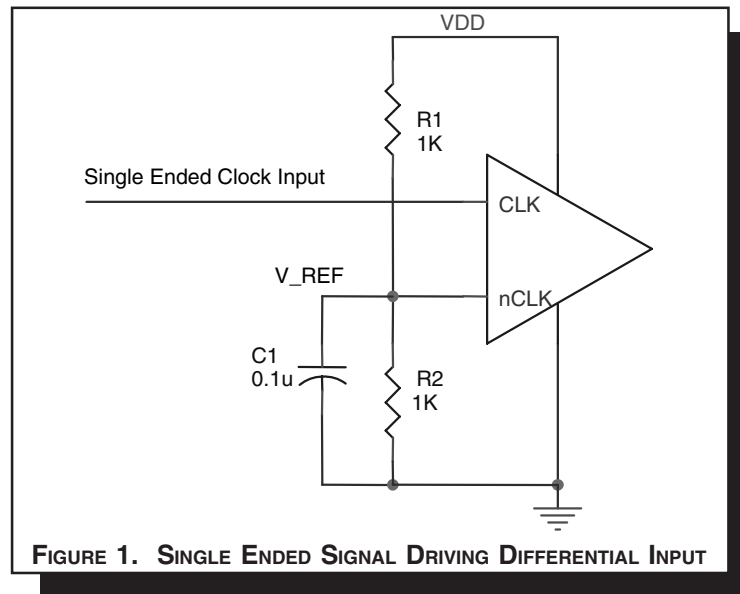 VDD
R1
1K
Single Ended Clock Input
CLK
V_REF
nCLK
C1
0.1u
R2
1K
FIGURE 1. SINGLE ENDED SIGNAL DRIVING DIFFERENTIAL INPUT